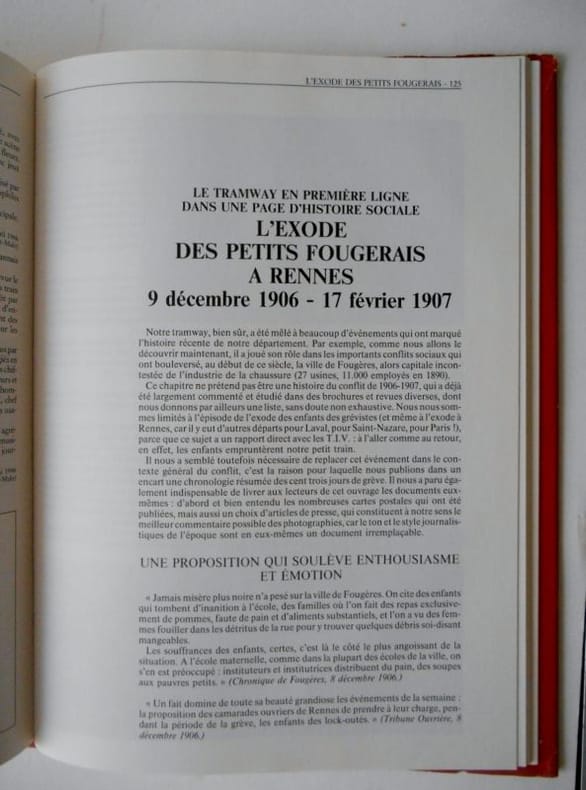 L'EXODE DES PETITS FOUGERAIS - 125
LE TRAMWAY EN PREMIÈRE LIGNE
DANS UNE PAGE D'HISTOIRE SOCIALE
L'EXODE
DES PETITS FOUGERAIS
A RENNES
9 décembre 1906 - 17 février 1907
Notre tramway, bien sûr, a été mêlé à beaucoup d'événements qui ont marqué
l'histoire récente de notre département. Par exemple, comme nous allons le
découvrir maintenant, il a joué son rôle dans les importants conflits sociaux qui
ont bouleversé, au début de ce siècle, la ville de Fougères, alors capitale incon-
testée de l'industrie de la chaussure (27 usines, 11.000 employés en 1890).
Ce chapitre ne prétend pas être une histoire du conflit de 1906-1907, qui a déjà
été largement commenté et étudié dans des brochures et revues diverses, dont
nous donnons par ailleurs une liste, sans doute non exhaustive. Nous nous som-
mes limités à l'épisode de l'exode des enfants des grévistes (et même à l'exode à
Rennes, car il y eut d'autres départs pour Laval, pour Saint-Nazare, pour Paris !),
parce que ce sujet a un rapport direct avec les T.I.V. : à l'aller comme au retour,
en effet, les enfants empruntèrent notre petit train.
Il nous a semblé toutefois nécessaire de replacer cet événement dans le con-
texte général du conflit, c'est la raison pour laquelle nous publions dans un
encart une chronologie résumée des cent trois jours de grève. Il nous a paru éga-
lement indispensable de livrer aux lecteurs de cet ouvrage les documents eux-
mêmes : d'abord et bien entendu les nombreuses cartes postales qui ont été
publiées, mais aussi un choix d'articles de presse, qui constituent à notre sens le
meilleur commentaire possible des photographies, car le ton et le style journalis-
tiques de l'époque sont en eux-mêmes un document irremplaçable.
UNE PROPOSITION QUI SOULÈVE ENTHOUSIASME
ET ÉMOTION
« Jamais misère plus noire n'a pesé sur la ville de Fougères. On cite des enfants
qui tombent d'inanition à l'école, des familles où l'on fait des repas exclusive-
ment de pommes, faute de pain et d'aliments substantiels, et l'on a vu des fem-
mes fouiller dans les détritus de la rue pour y trouver quelques débris soi-disant
mangeables.
Les souffrances des enfants, certes, c'est là le côté le plus angoissant de la
situation. A l'école maternelle, comme dans la plupart des écoles de la ville, on
s'en est préoccupé : instituteurs et institutrices distribuent du pain, des soupes
aux pauvres petits. » (Chronique de Fougères, 8 décembre 1906.)
« Un fait domine de toute sa beauté grandiose les événements de la semaine :
la proposition des camarades ouvriers de Rennes de prendre à leur charge, pen-
dant la période de la grève, les enfants des lock-outés. » (Tribune Ouvrière, 8
décembre 1906.)